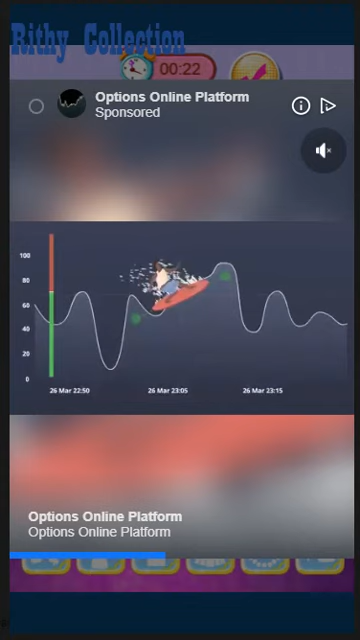 Rithy Collection
00:22
Options Online Platform
Sponsored
100
80
60
40
20
0
26 Mar 22:50
26 Mar 23:05
26 Mar 23:15
Options Online Platform
Options Online Platform